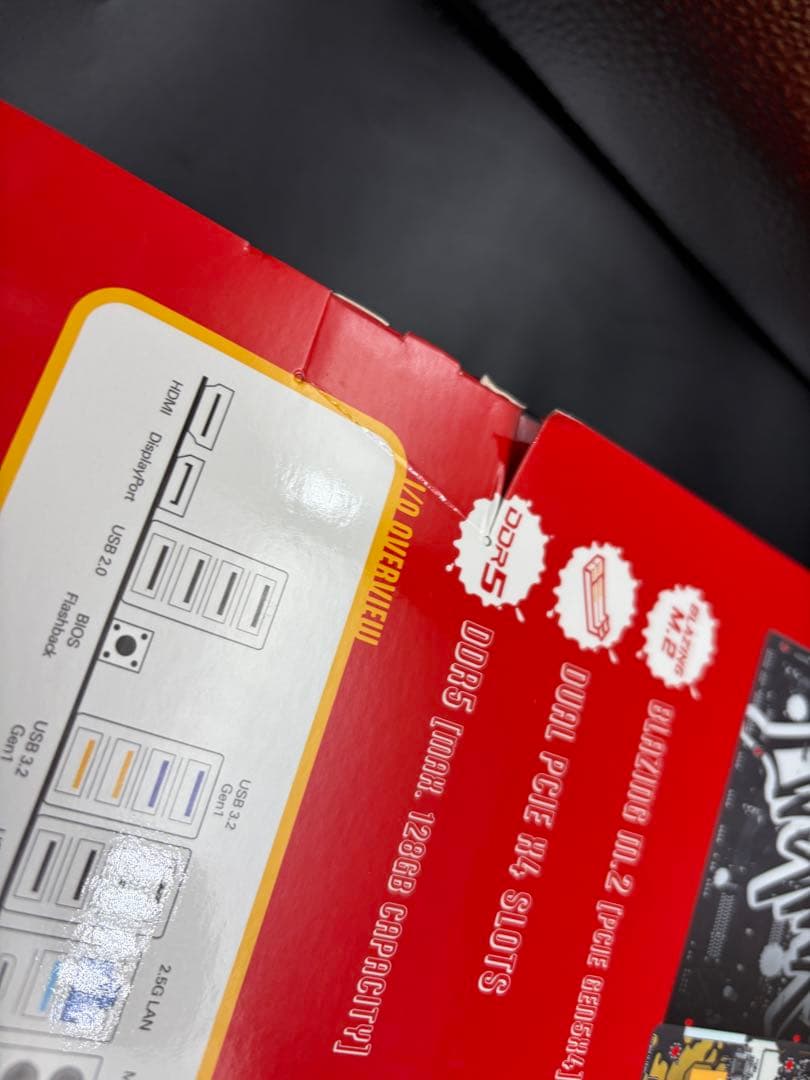 BLAZING
M.2
BLAZING M.2 [PCIE GEN5X4]
DUAL PCIE X4 SLOTS
DDR5
DDR5 [MAX. 128GB CAPACITY]
I/O OVERVIEW
HDMI
DisplayPort
USB 2.0
BIOS
Flashback
USB 3.2
Gen1
USB 3.2
Gen1
2.5G LAN